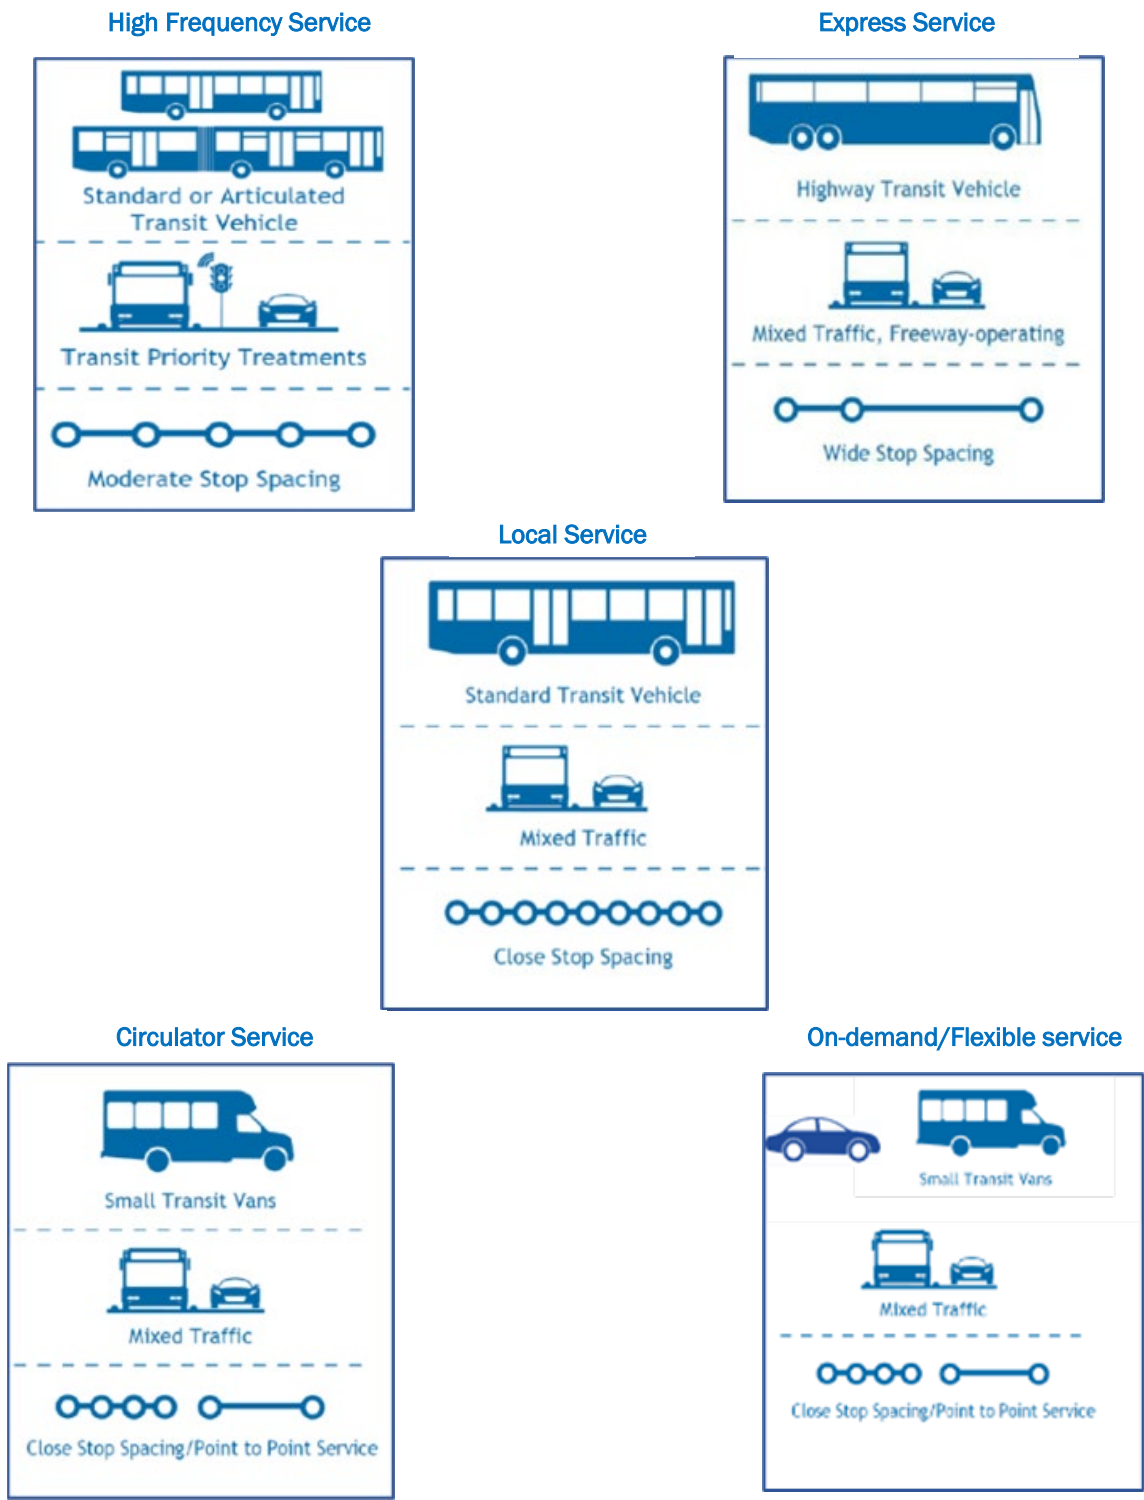 High Frequency Service
Standard or Articulated
Transit Vehicle
Transit Priority Treatments
Moderate Stop Spacing
Express Service
Highway Transit Vehicle
Mixed Traffic, Freeway-operating
Wide Stop Spacing
Local Service
Standard Transit Vehicle
Mixed Traffic
Close Stop Spacing
Circulator Service
Small Transit Vans
Mixed Traffic
Close Stop Spacing/Point to Point Service
On-demand/Flexible service
Small Transit Vans
Mixed Traffic
Close Stop Spacing/Point to Point Service